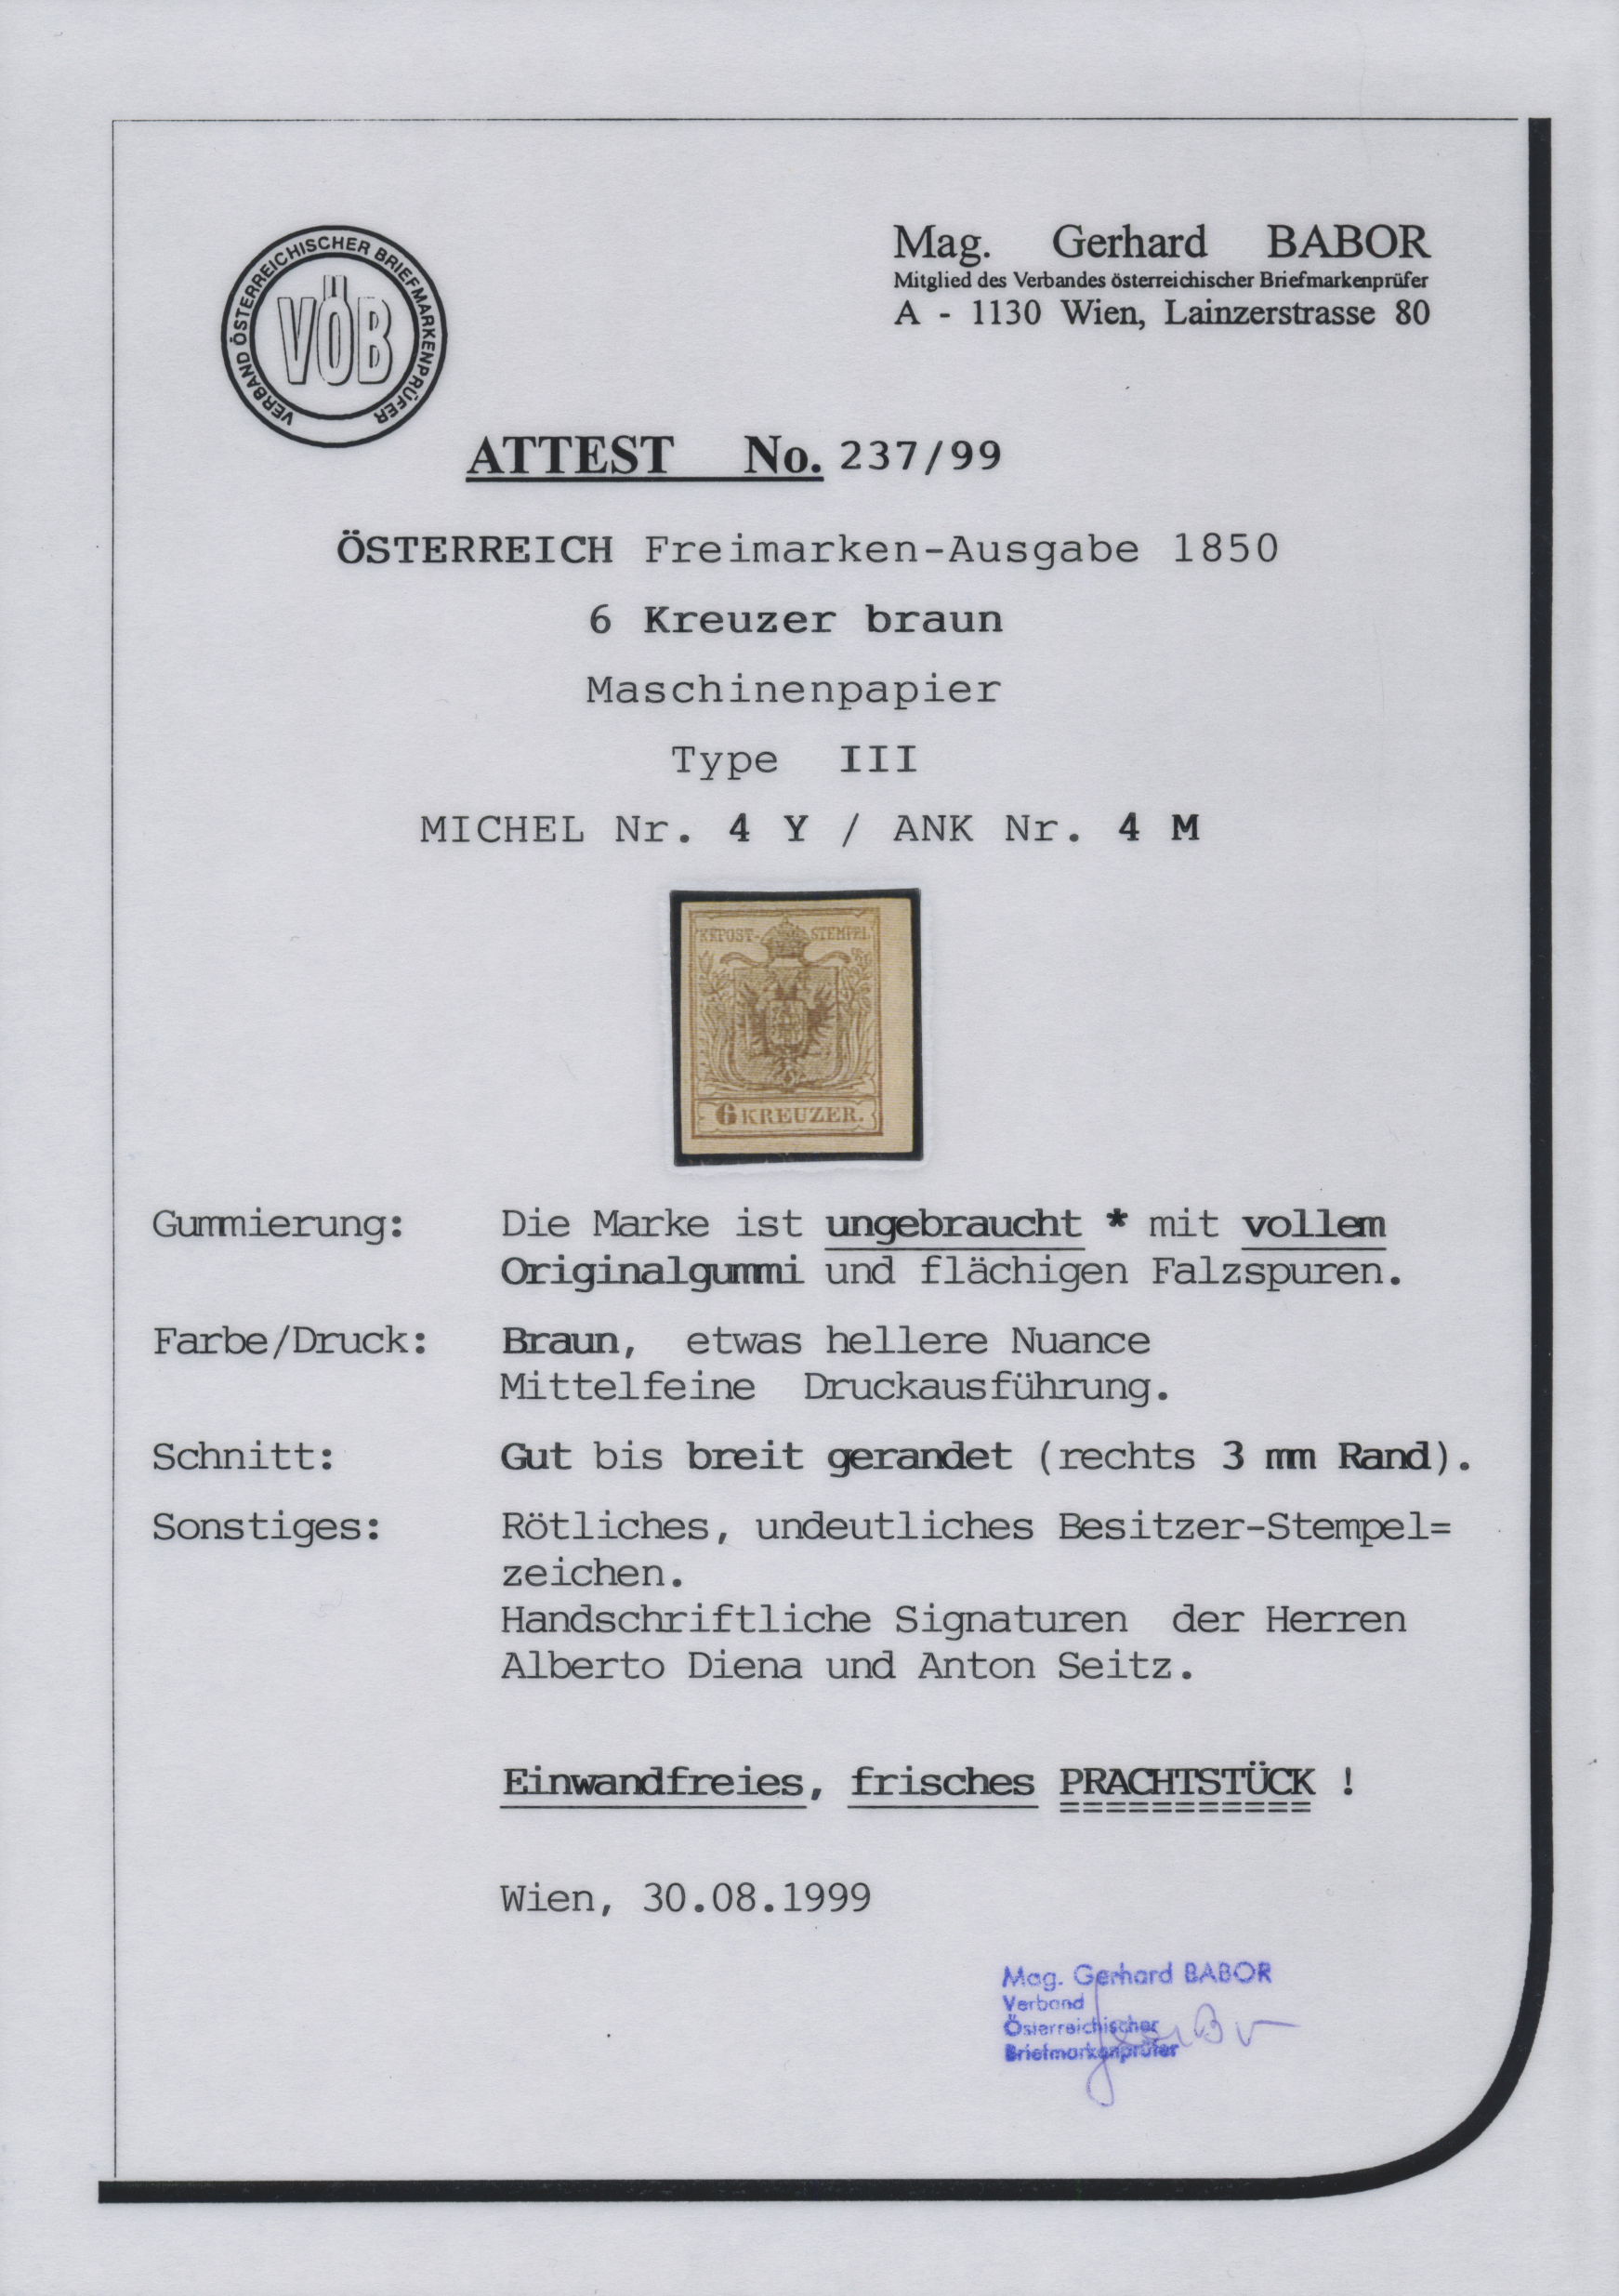 VERBAND ÖSTERREICHISCHER BRIEFMARKENPRÜFER
VÖB
Mag. Gerhard BABOR
Mitglied des Verbandes österreichischer Briefmarkenprüfer
A - 1130 Wien, Lainzerstrasse 80
ATTEST No. 237/99
ÖSTERREICH Freimarken-Ausgabe 1850
6 Kreuzer braun
Maschinenpapier
Type III
MICHEL Nr. 4 Y / ANK Nr. 4 M
KKPOST- STEMPEL
6 KREUZER.
Gummierung: Die Marke ist ungebraucht * mit vollem
Originalgummi und flächigen Falzspuren.
Farbe/Druck: Braun, etwas hellere Nuance
Mittelfeine Druckausführung.
Schnitt: Gut bis breit gerandet (rechts 3 mm Rand).
Sonstiges: Rötliches, undeutliches Besitzer-Stempel=
zeichen.
Handschriftliche Signaturen der Herren
Alberto Diena und Anton Seitz.
Einwandfreies, frisches PRACHTSTÜCK !
Wien, 30.08.1999
Mag. Gerhard BABOR
Verband
Österreichischer
Briefmarkenprüfer